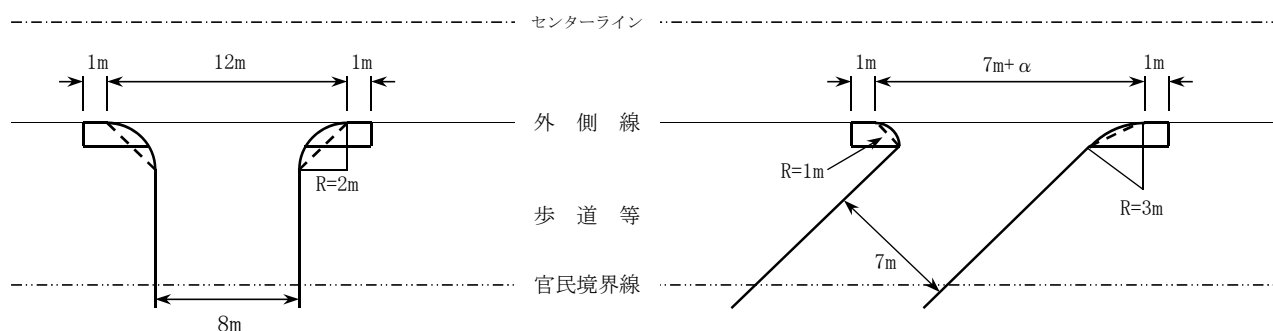 センターライン
1m 12m 1m
1m 7m+α 1m
外側線
R=2m
R=1m
歩道等
R=3m
7m
官民境界線
8m